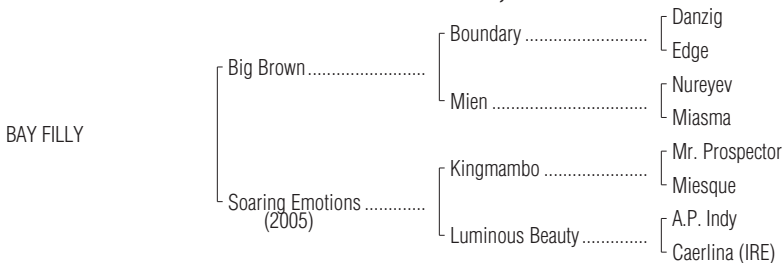 Danzig
Boundary ..........................
Edge
Big Brown .........................
Nureyev
Mien .................................
Miasma
BAY FILLY
Mr. Prospector
Kingmambo ......................
Miesque
Soaring Emotions .............
(2005)
A.P. Indy
Luminous Beauty ..............
Caerlina (IRE)